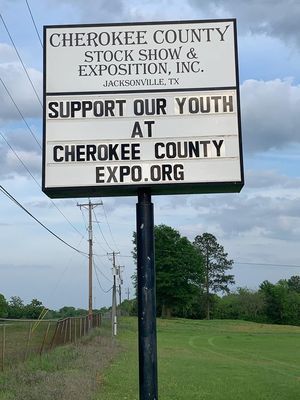 CHEROKEE COUNTY
STOCK SHOW &
EXPOSITION, INC.
JACKSONVILLE, TX
SUPPORT OUR YOUTH
AT
CHEROKEE COUNTY
EXPO.ORG